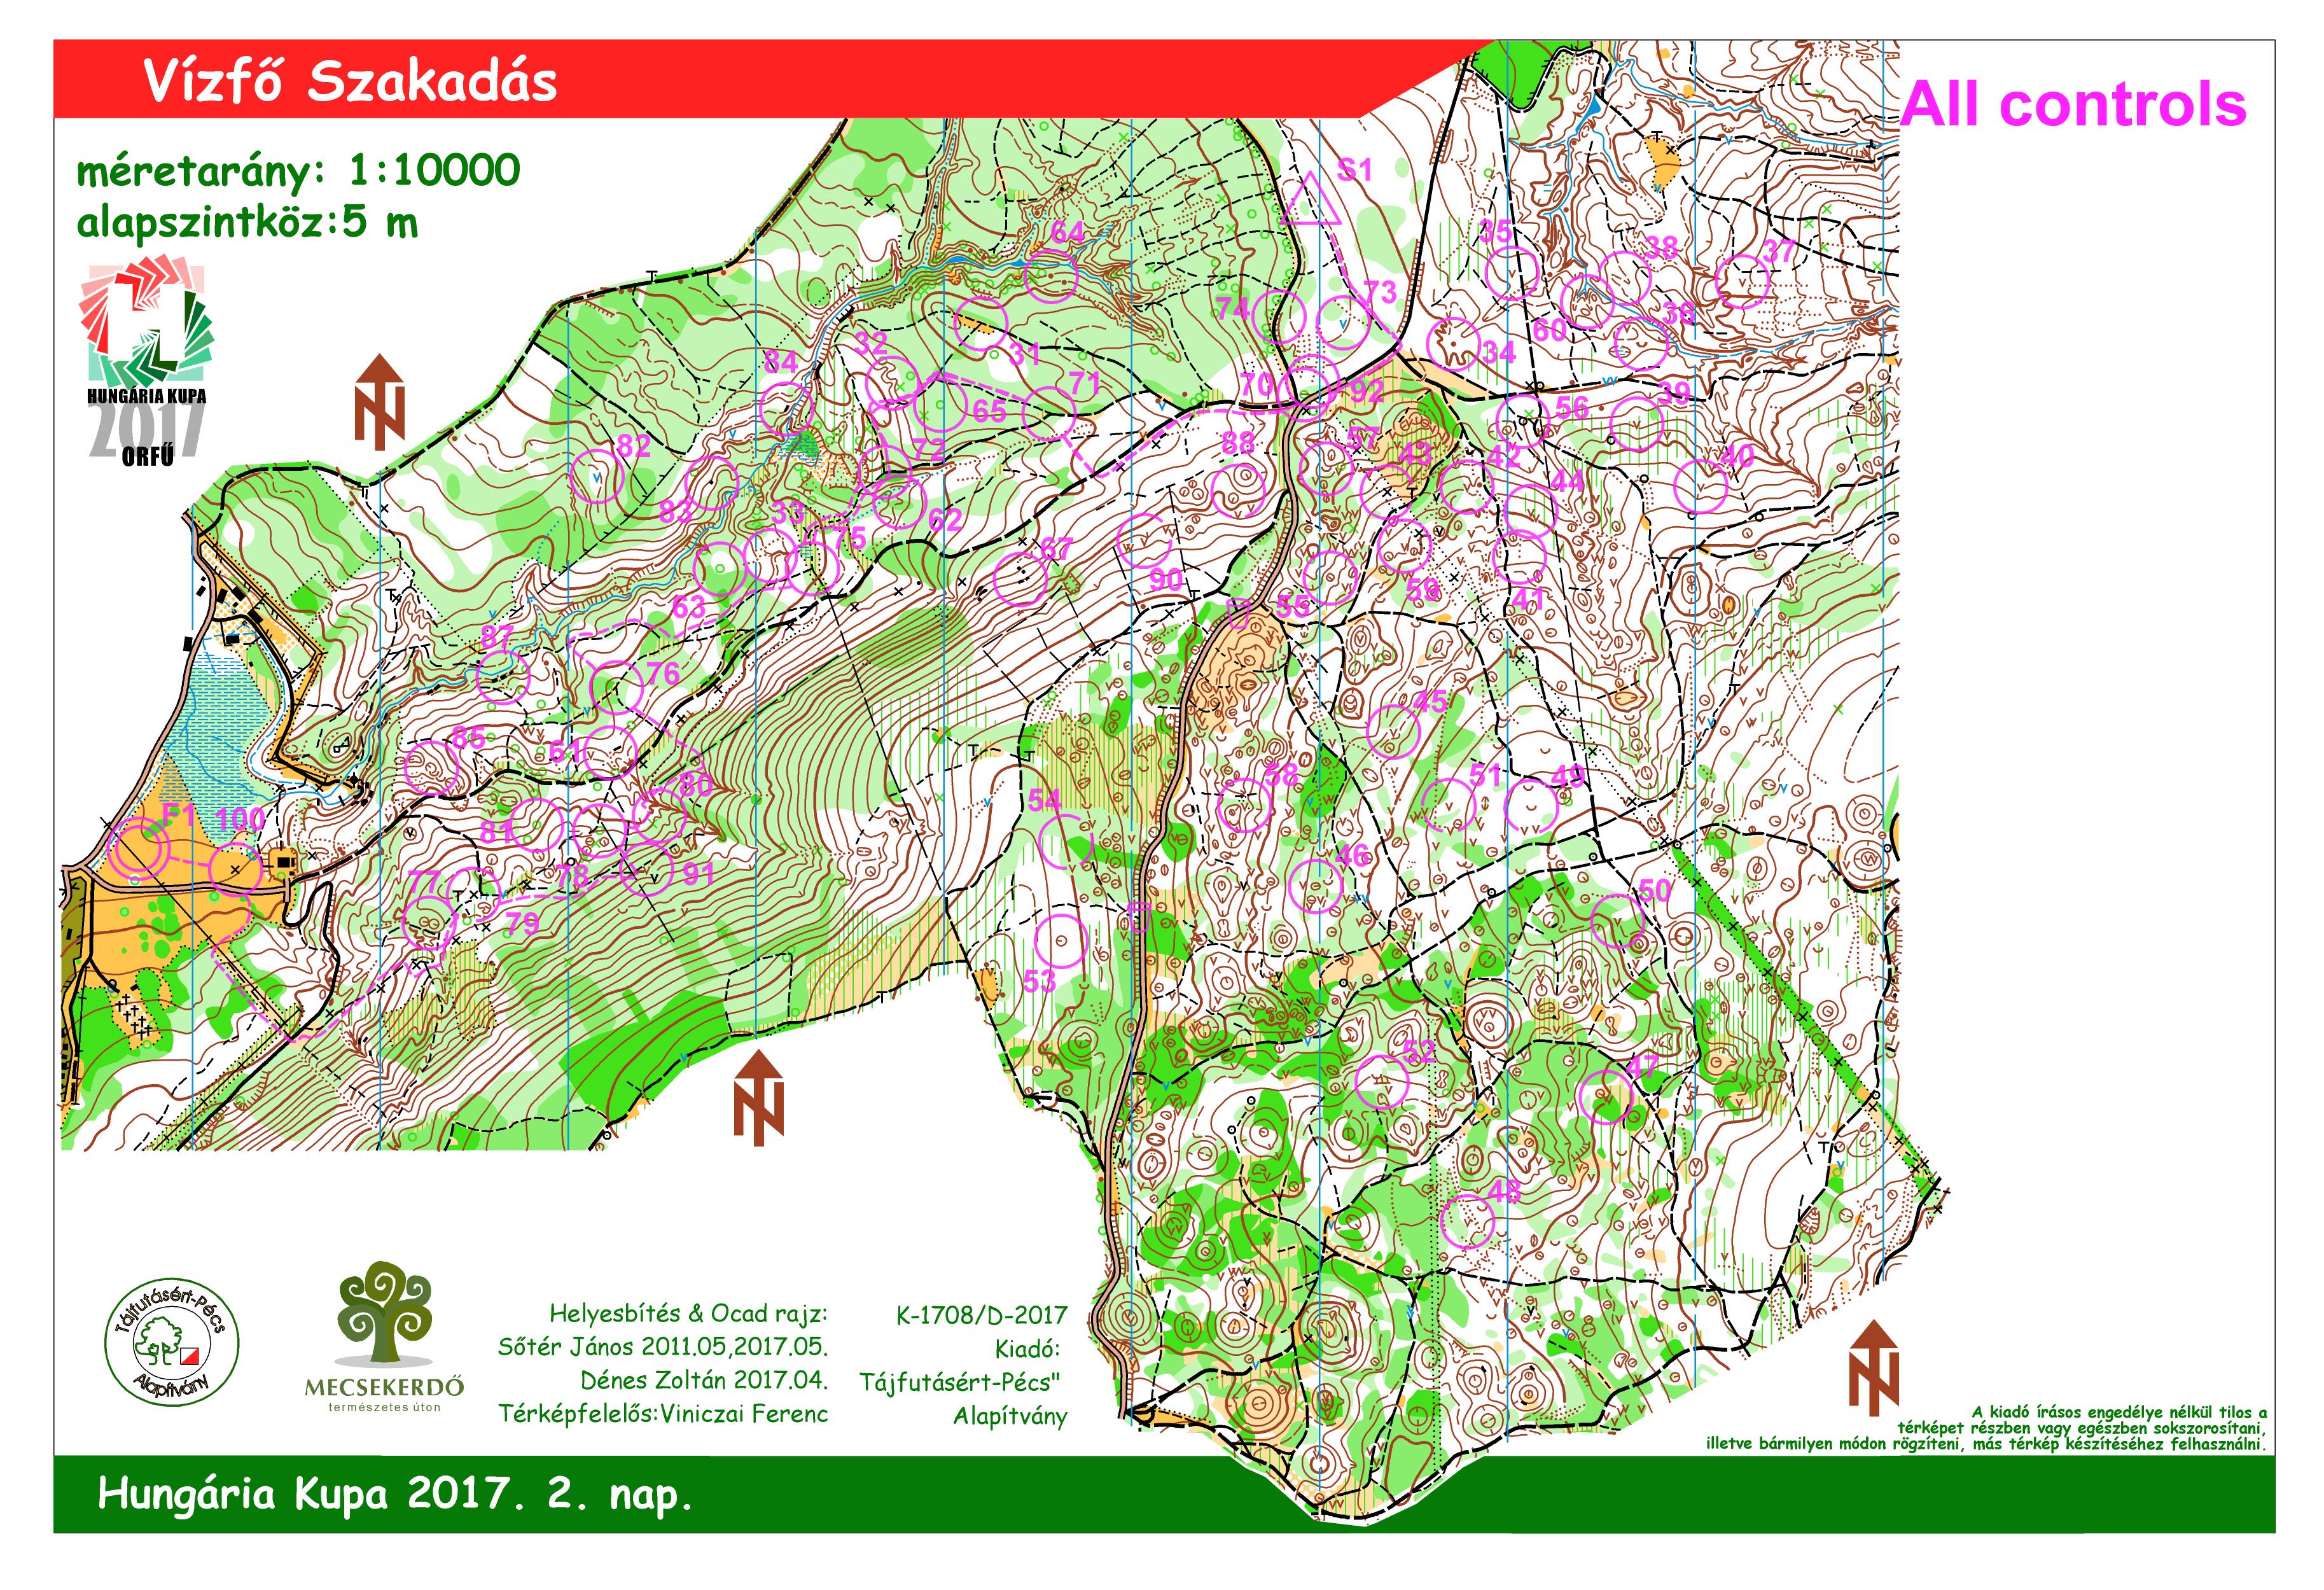 Vízfő Szakadás
All controls
méretarány: 1:10000
alapszintköz:5 m
HUNGÁRIA KUPA
2017
ORFŰ
S1
64
35
38
37
74
73
36
60
34
32
31
84
71
70
92
65
39
56
82
72
88
57
43
42
40
44
83
33
62
75
67
90
63
55
59
41
87
76
45
85
61
80
58
51
49
54
F1
100
81
46
78
91
77
50
79
53
52
47
48
Tájfutásért-Pécs
Alapítvány
MECSEKERDŐ
természetes úton
Helyesbítés & Ocad rajz:
Sőtér János 2011.05,2017.05.
Dénes Zoltán 2017.04.
Térképfelelős:Viniczai Ferenc
K-1708/D-2017
Kiadó:
Tájfutásért-Pécs"
Alapítvány
A kiadó írásos engedélye nélkül tilos a
térképet részben vagy egészben sokszorosítani,
illetve bármilyen módon rögzíteni, más térkép készítéséhez felhasználni.
Hungária Kupa 2017. 2. nap.